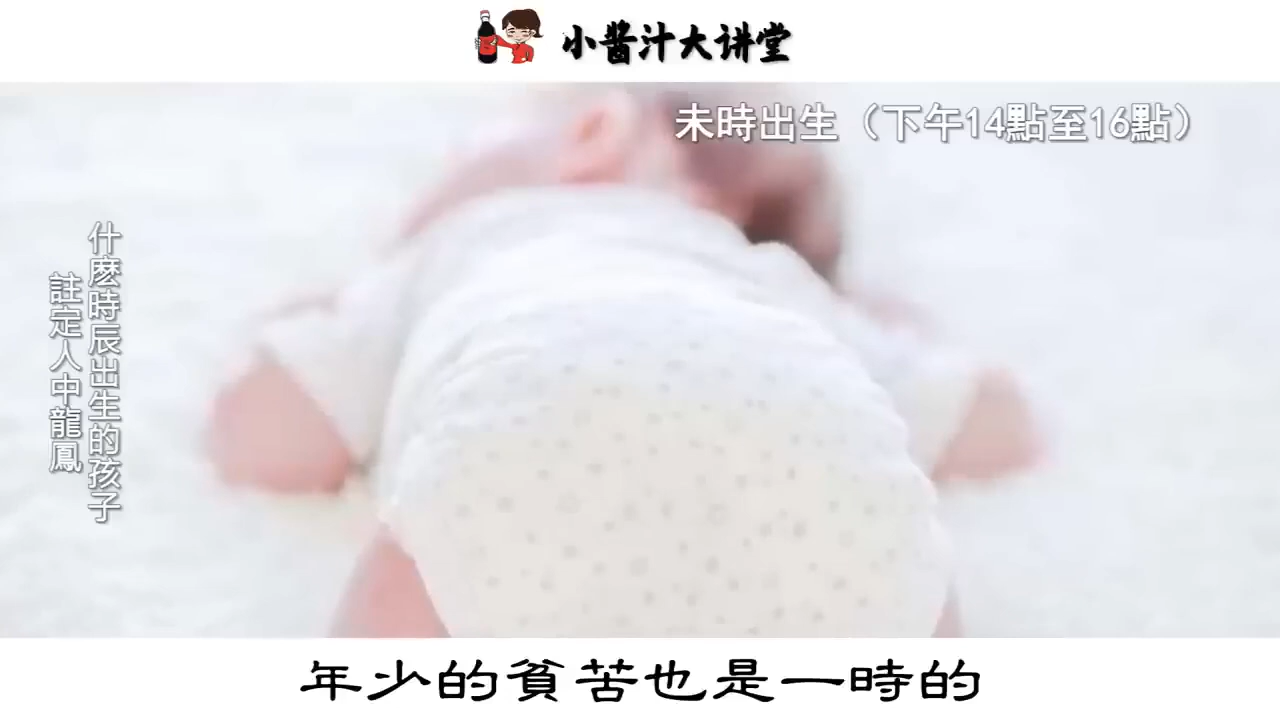 小酱汁大讲堂
未時出生（下午14點至16點）
什麽時辰出生的孩子
註定人中龍鳳
年少的貧苦也是一時的